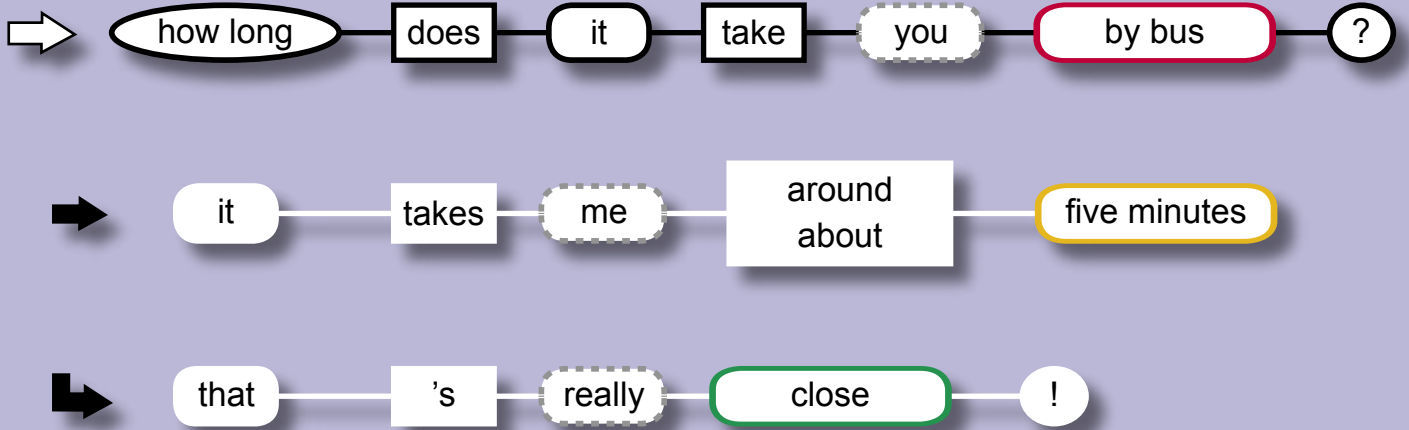 how long does it take you by bus ?
it takes me around about five minutes
that 's really close !